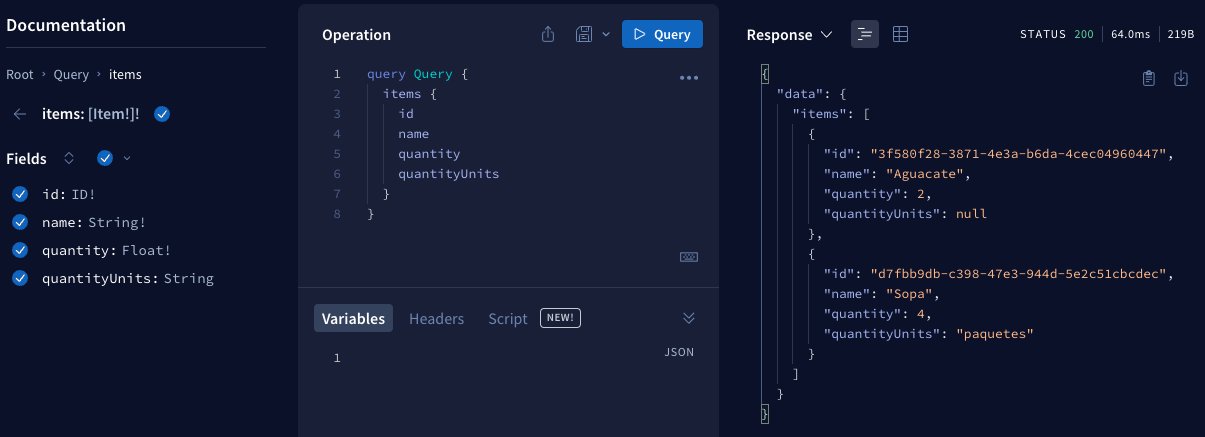 Documentation
Root › Query › items
items: [Item!]!
Fields
id: ID!
name: String!
quantity: Float!
quantityUnits: String
Operation
Query
1 query Query {
2   items {
3     id
4     name
5     quantity
6     quantityUnits
7   }
8 }
Variables Headers Script NEW!
1
JSON
Response
STATUS 200 64.0ms 219B
{
  "data": {
    "items": [
      {
        "id": "3f580f28-3871-4e3a-b6da-4cec04960447",
        "name": "Aguacate",
        "quantity": 2,
        "quantityUnits": null
      },
      {
        "id": "d7fbb9db-c398-47e3-944d-5e2c51cbcdec",
        "name": "Sopa",
        "quantity": 4,
        "quantityUnits": "paquetes"
      }
    ]
  }
}